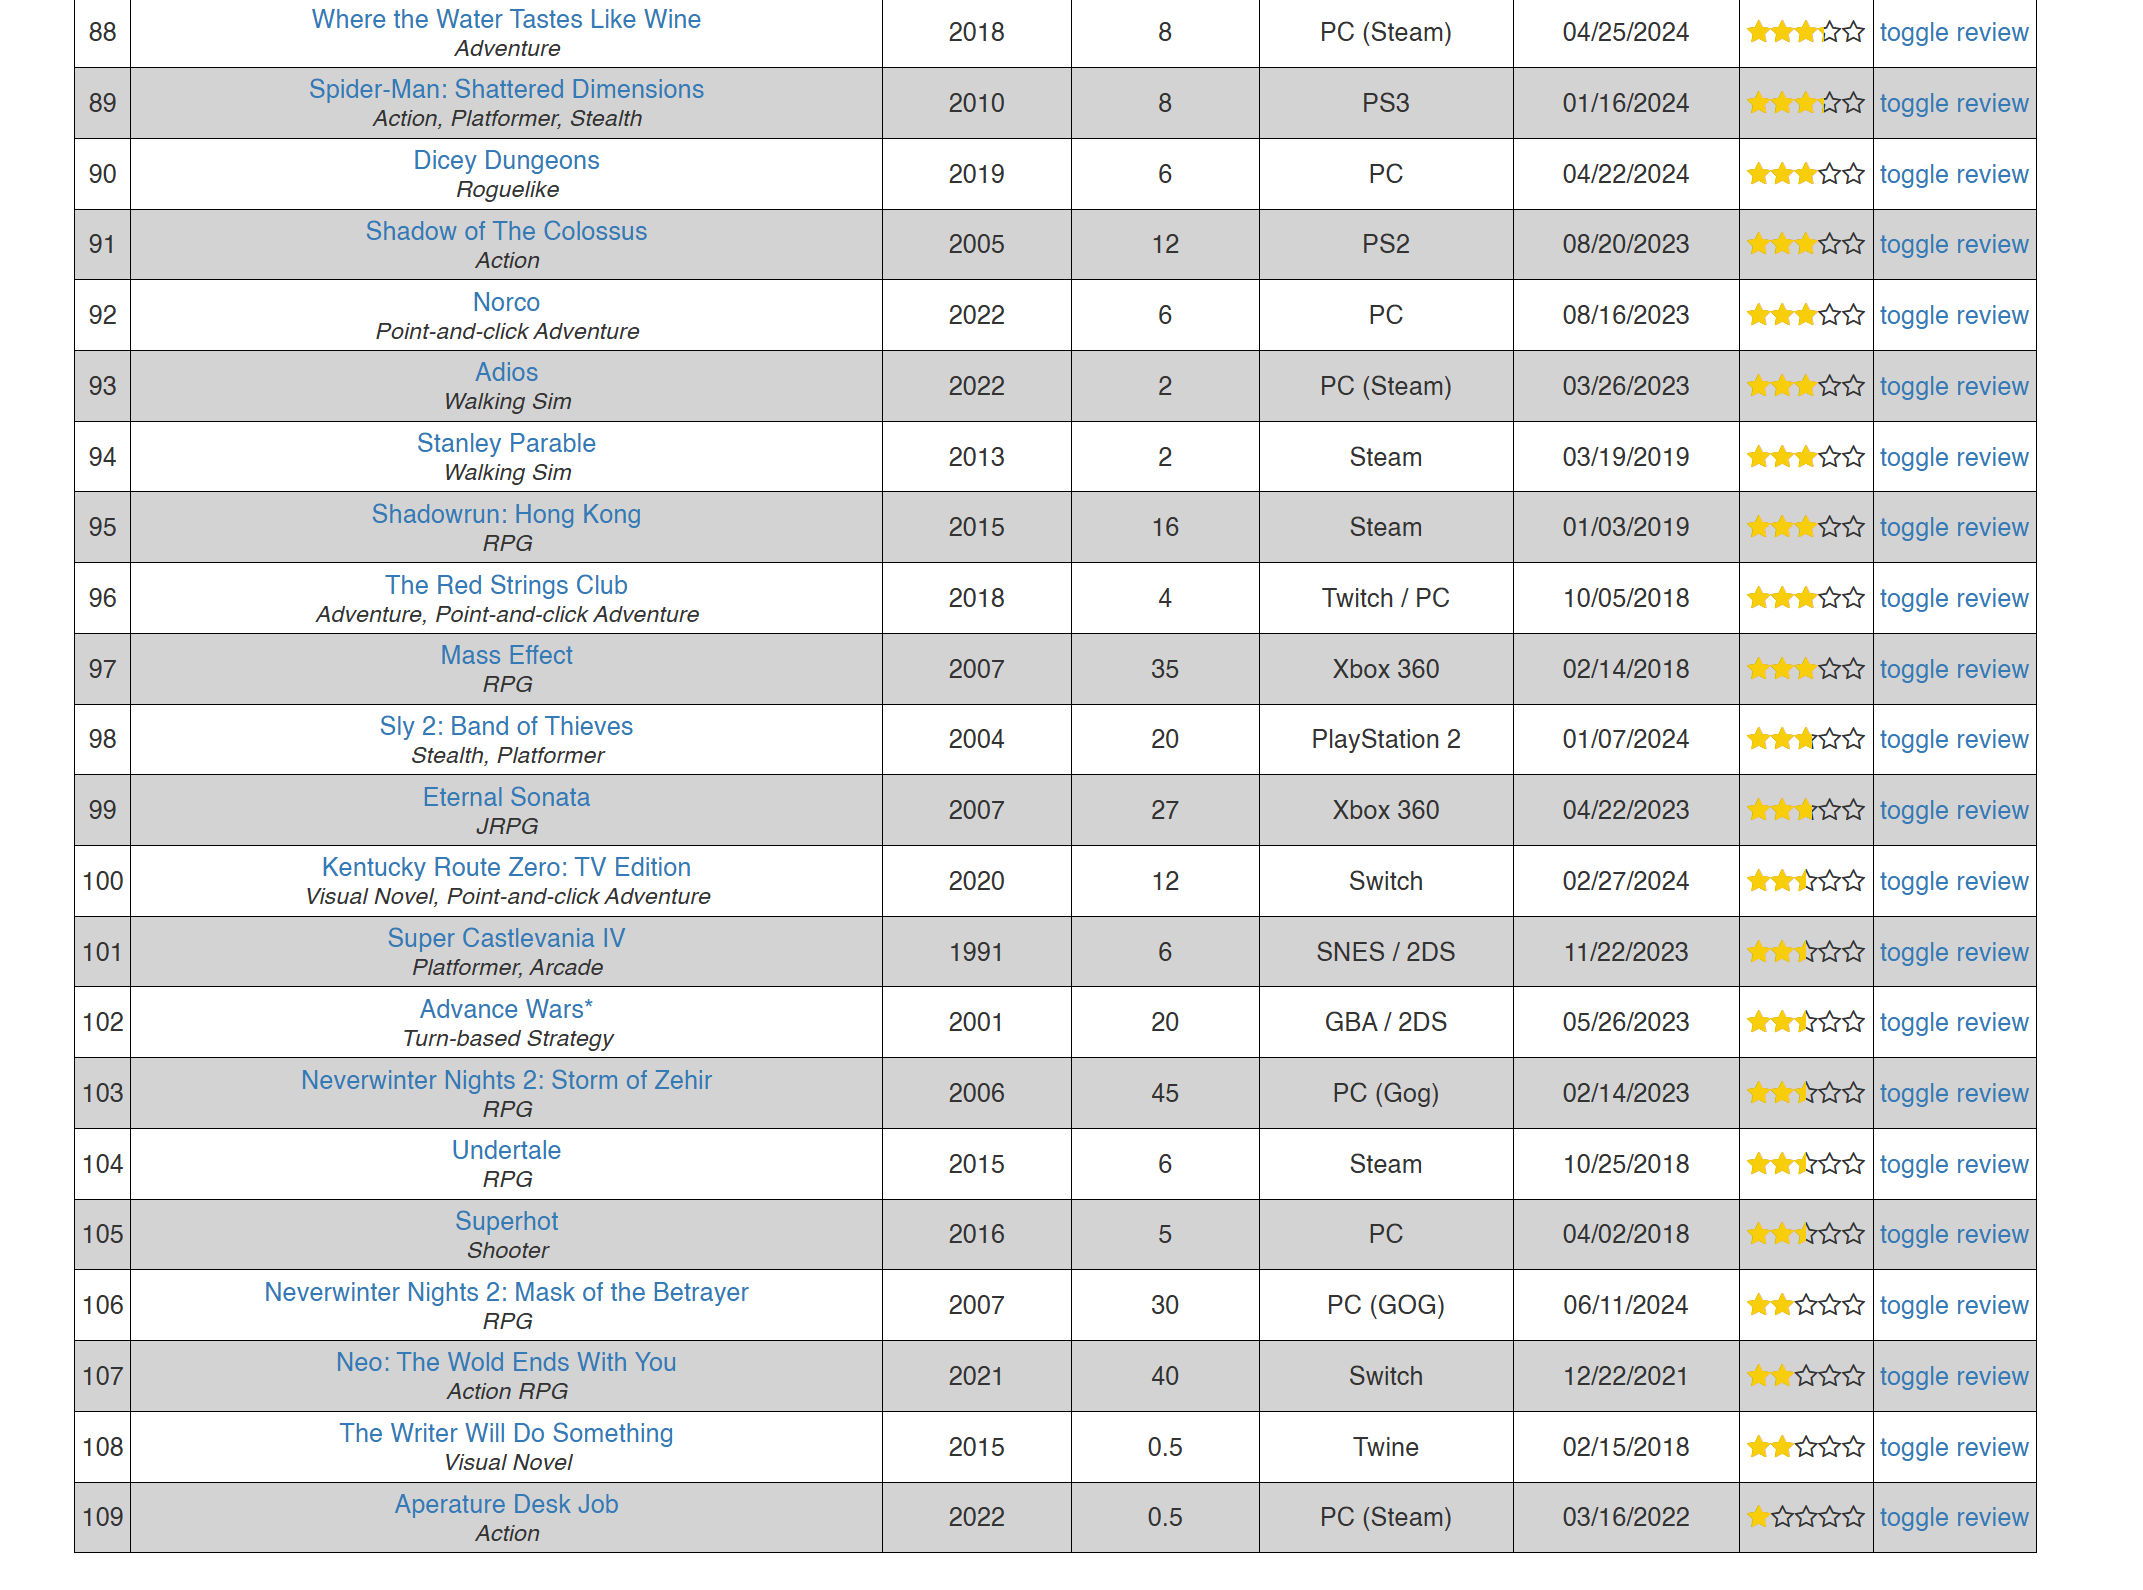 88 Where the Water Tastes Like Wine 2018 8 PC (Steam) 04/25/2024 toggle review
Adventure
89 Spider-Man: Shattered Dimensions 2010 8 PS3 01/16/2024 toggle review
Action, Platformer, Stealth
90 Dicey Dungeons 2019 6 PC 04/22/2024 toggle review
Roguelike
91 Shadow of The Colossus 2005 12 PS2 08/20/2023 toggle review
Action
92 Norco 2022 6 PC 08/16/2023 toggle review
Point-and-click Adventure
93 Adios 2022 2 PC (Steam) 03/26/2023 toggle review
Walking Sim
94 Stanley Parable 2013 2 Steam 03/19/2019 toggle review
Walking Sim
95 Shadowrun: Hong Kong 2015 16 Steam 01/03/2019 toggle review
RPG
96 The Red Strings Club 2018 4 Twitch / PC 10/05/2018 toggle review
Adventure, Point-and-click Adventure
97 Mass Effect 2007 35 Xbox 360 02/14/2018 toggle review
RPG
98 Sly 2: Band of Thieves 2004 20 PlayStation 2 01/07/2024 toggle review
Stealth, Platformer
99 Eternal Sonata 2007 27 Xbox 360 04/22/2023 toggle review
JRPG
100 Kentucky Route Zero: TV Edition 2020 12 Switch 02/27/2024 toggle review
Visual Novel, Point-and-click Adventure
101 Super Castlevania IV 1991 6 SNES / 2DS 11/22/2023 toggle review
Platformer, Arcade
102 Advance Wars* 2001 20 GBA / 2DS 05/26/2023 toggle review
Turn-based Strategy
103 Neverwinter Nights 2: Storm of Zehir 2006 45 PC (Gog) 02/14/2023 toggle review
RPG
104 Undertale 2015 6 Steam 10/25/2018 toggle review
RPG
105 Superhot 2016 5 PC 04/02/2018 toggle review
Shooter
106 Neverwinter Nights 2: Mask of the Betrayer 2007 30 PC (GOG) 06/11/2024 toggle review
RPG
107 Neo: The Wold Ends With You 2021 40 Switch 12/22/2021 toggle review
Action RPG
108 The Writer Will Do Something 2015 0.5 Twine 02/15/2018 toggle review
Visual Novel
109 Aperature Desk Job 2022 0.5 PC (Steam) 03/16/2022 toggle review
Action